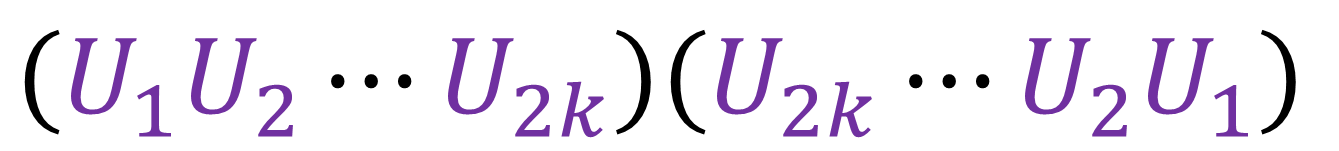 (U₁U₂ ⋯ U₂ₖ)(U₂ₖ ⋯ U₂U₁)